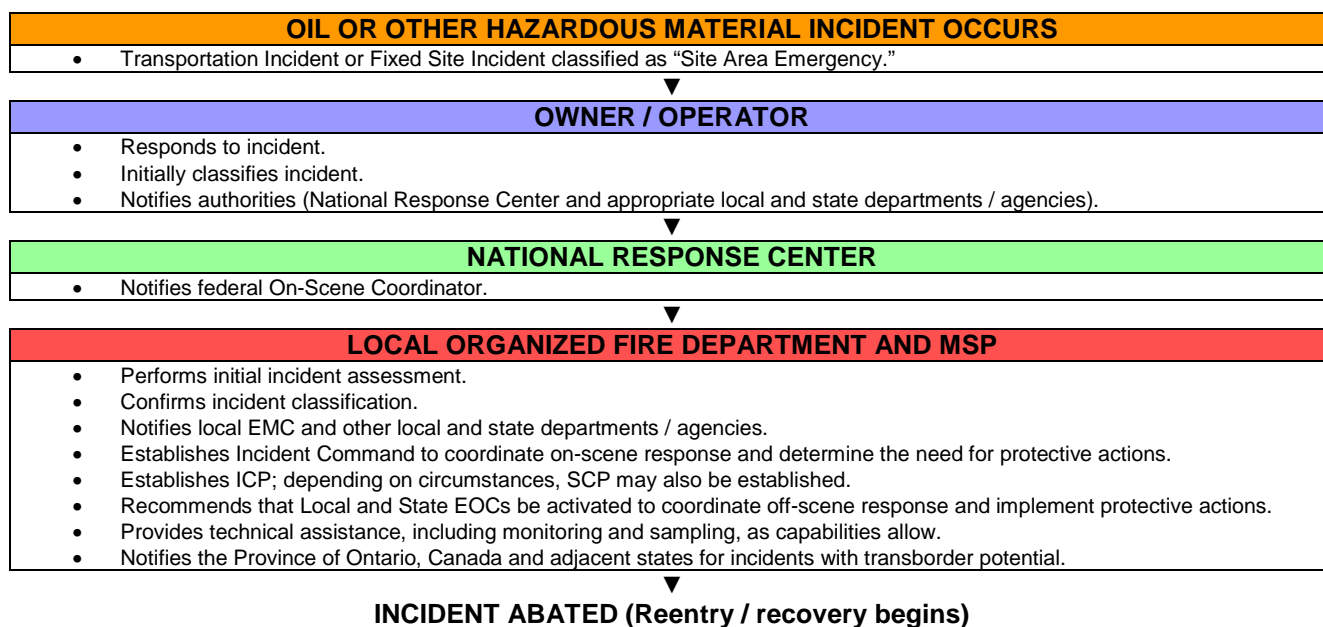 OIL OR OTHER HAZARDOUS MATERIAL INCIDENT OCCURS
• Transportation Incident or Fixed Site Incident classified as “Site Area Emergency.”
▼
OWNER / OPERATOR
• Responds to incident.
• Initially classifies incident.
• Notifies authorities (National Response Center and appropriate local and state departments / agencies).
▼
NATIONAL RESPONSE CENTER
• Notifies federal On-Scene Coordinator.
▼
LOCAL ORGANIZED FIRE DEPARTMENT AND MSP
• Performs initial incident assessment.
• Confirms incident classification.
• Notifies local EMC and other local and state departments / agencies.
• Establishes Incident Command to coordinate on-scene response and determine the need for protective actions.
• Establishes ICP; depending on circumstances, SCP may also be established.
• Recommends that Local and State EOCs be activated to coordinate off-scene response and implement protective actions.
• Provides technical assistance, including monitoring and sampling, as capabilities allow.
• Notifies the Province of Ontario, Canada and adjacent states for incidents with transborder potential.
▼
INCIDENT ABATED (Reentry / recovery begins)